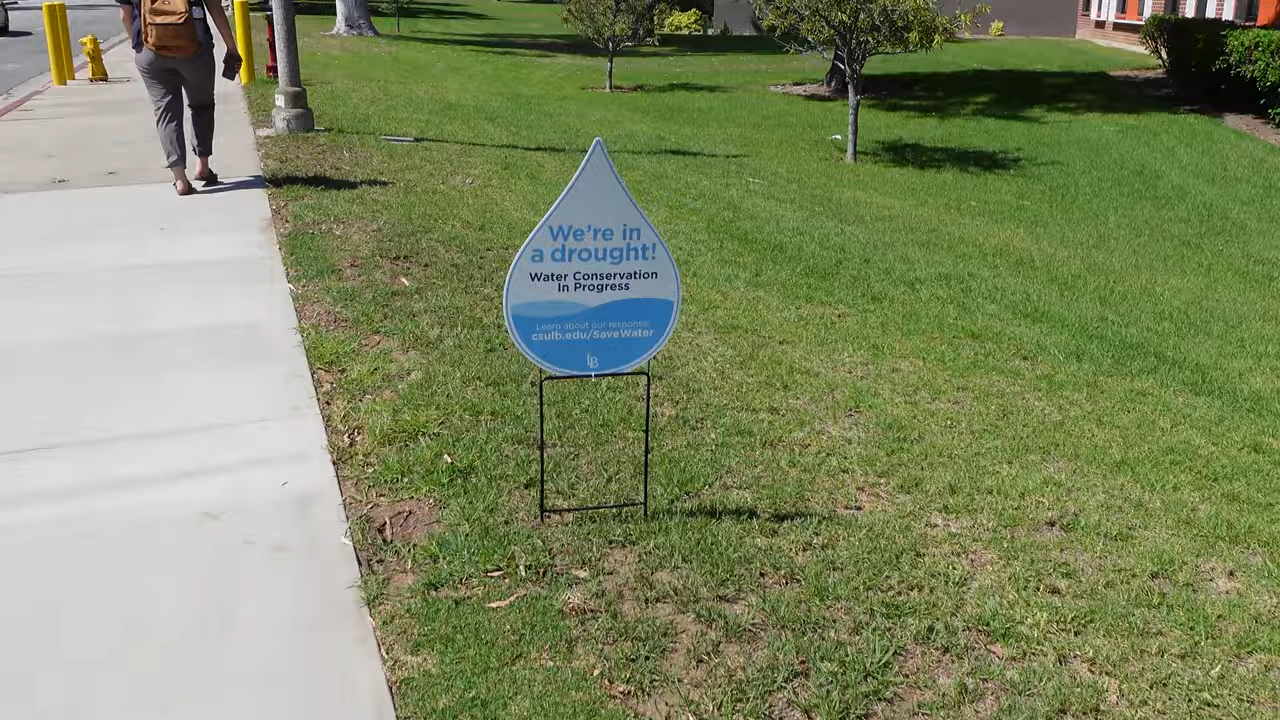 We're in
a drought!
Water Conservation
In Progress
Learn about our response:
csulb.edu/SaveWater
LB